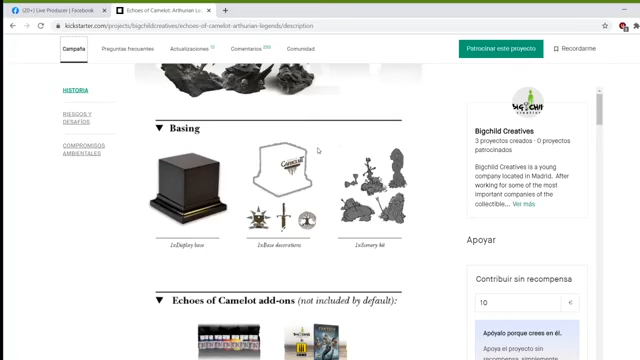 (20+) Live Producer | Facebook
Echoes of Camelot: Arthurian Le
kickstarter.com/projects/bigchildcreatives/echoes-of-camelot-arthurian-legends/description
Campaña
Preguntas frecuentes
Actualizaciones
Comentarios
Comunidad
Patrocinar este proyecto
Recordarme
HISTORIA
RIESGOS Y
DESAFÍOS
COMPROMISOS
AMBIENTALES
Basing
CAMELOT
1xDisplay base
1xBase decorations
1xScenery kit
Echoes of Camelot add-ons (not included by default):
BIGCHILD
Bigchild Creatives
3 proyectos creados · 0 proyectos
patrocinados
Bigchild Creatives is a young
company located in Madrid. After
working for some of the most
important companies of the
collectible... Ver más
Apoyar
Contribuir sin recompensa
10
€
Apóyalo porque crees en él.
Apoya el proyecto sin
recompensa, simplemente